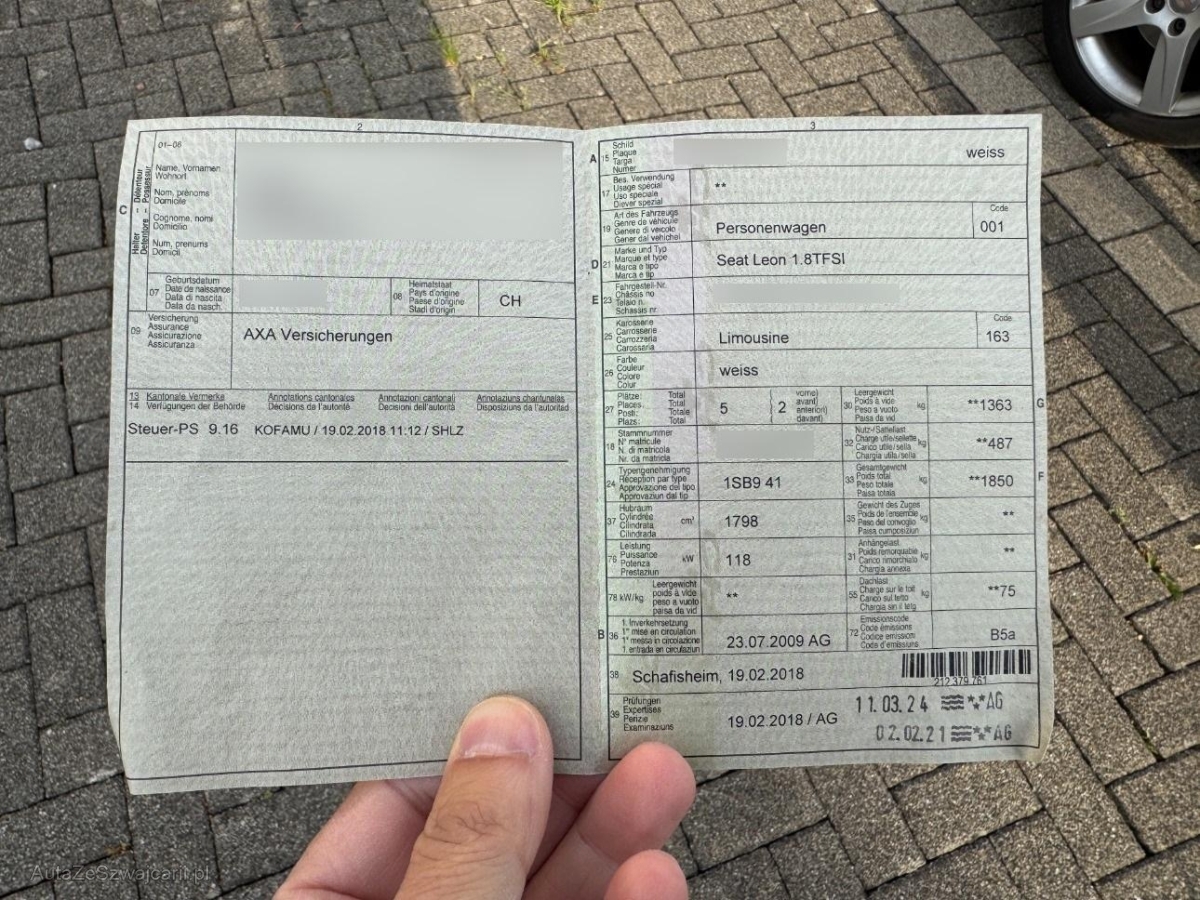 2
01–06
Name, Vornamen
Wohnort
Nom, prénoms
Domicile
Cognome, nomi
Domicilio
Num, prenums
Domicil
C
Halter - Détenteur
Detentore - Possessur
07
Geburtsdatum
Date de naissance
Data di nascita
Data da nasch.
08
Heimatstaat
Pays d'origine
Paese d'origine
Stadi d'origin
CH
09
Versicherung
Assurance
Assicurazione
Assicuranza
AXA Versicherungen
13 Kantonale Vermerke Annotations cantonales Annotazioni cantonali Annotaziuns chantunalas
14 Verfügungen der Behörde Décisions de l'autorité Decisioni dell'autorità Disposiziuns da l'autoritad
Steuer-PS 9.16 KOFAMU / 19.02.2018 11:12 / SHLZ
3
A 15
Schild
Plaque
Targa
Numer
weiss
17
Bes. Verwendung
Usage spécial
Uso speciale
Diever spezial
**
19
Art des Fahrzeugs
Genre de véhicule
Genere di veicolo
Gener dal vehichel
Personenwagen
Code
001
D 21
Marke und Typ
Marque et type
Marca e tipo
Marca e tip
Seat Leon 1.8TFSI
E 23
Fahrgestell-Nr.
Châssis no
Telaio n.
Schassis nr.
25
Karosserie
Carrosserie
Carrozzeria
Carossaria
Limousine
Code
163
26
Farbe
Couleur
Colore
Colur
weiss
27
Plätze: Total
Places: Total
Posti: Totale
Plazs: Total
5
2
vorne)
avant)
anteriori)
davant)
30
Leergewicht
Poids à vide
Peso a vuoto
Paisa da vid
kg
**1363
G
18
Stammnummer
N° matricule
N. di matricola
Nr. da matricla
32
Nutz-/Sattellast
Charge utile/sellette
Carico utile/sella
Chargia utila/sella
kg
**487
24
Typengenehmigung
Réception par type
Approvazione del tipo
Approvaziun dal tip
1SB9 41
33
Gesamtgewicht
Poids total
Peso totale
Paisa totala
kg
**1850
F
37
Hubraum
Cylindrée
Cilindrata
Cilindrada
cm³
1798
35
Gewicht des Zuges
Poids de l'ensemble
Peso del convoglio
Paisa cumposiziun
kg
**
76
Leistung
Puissance
Potenza
Prestaziun
kW
118
31
Anhängelast
Poids remorquable
Carico rimorchiato
Chargia annexa
kg
**
78 kW/kg
Leergewicht
poids à vide
peso a vuoto
paisa da vid
**
55
Dachlast
Charge sur le toit
Carico sul tetto
Chargia sin il tetg
kg
**75
B 36
1. Inverkehrsetzung
1re mise en circulation
1a messa in circolazione
1. entrada en circulaziun
23.07.2009 AG
72
Emissionscode
Code émissions
Codice emissioni
Code d'emissiuns
B5a
38
Schafisheim, 19.02.2018
212 379 761
39
Prüfungen
Expertises
Perizie
Examinaziuns
19.02.2018 / AG
11.03.24 AG
02.02.21 AG
AutaZeSzwajcarii.pl